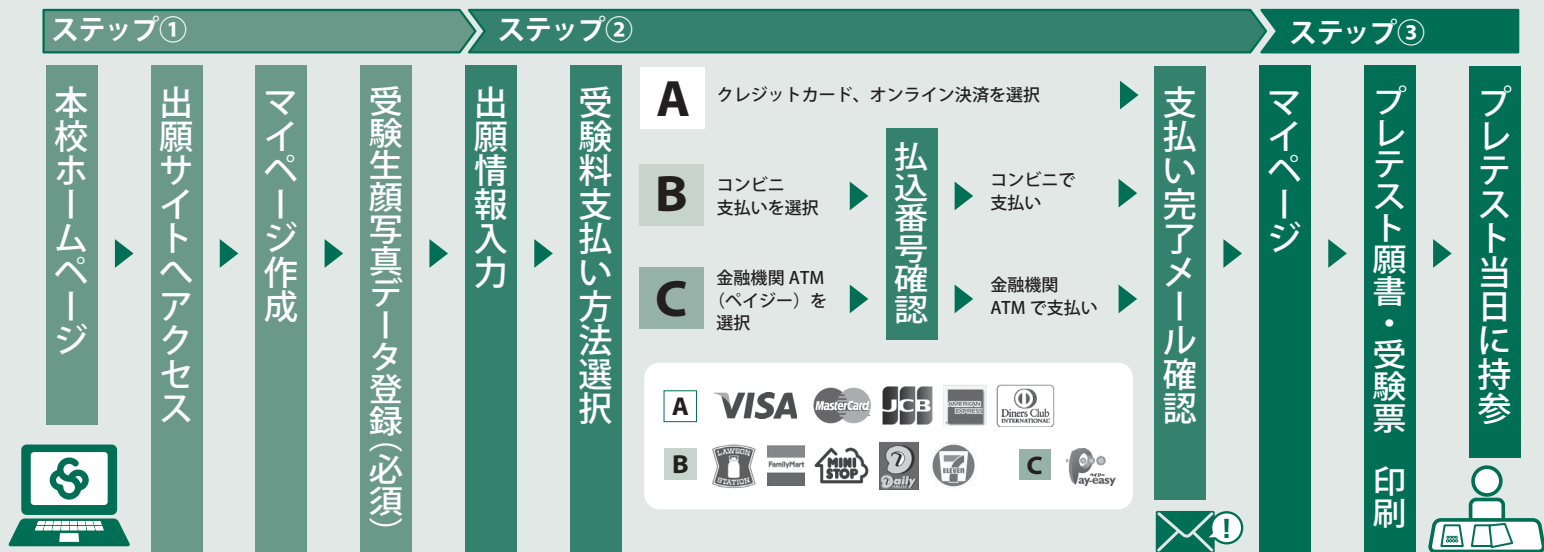 ステップ①
ステップ②
ステップ③
本校ホームページ
出願サイトへアクセス
マイページ作成
受験生顔写真データ登録(必須)
出願情報入力
受験料支払い方法選択
A
クレジットカード、オンライン決済を選択
B
コンビニ
支払いを選択
C
金融機関 ATM
(ペイジー)を
選択
払込番号確認
コンビニで
支払い
金融機関
ATM で支払い
A
VISA
MasterCard
JCB
AMERICAN
EXPRESS
Diners Club
INTERNATIONAL
B
LAWSON
STATION
FamilyMart
MINI
STOP
Daily
7
ELEVEN
C
ペイジー
Pay-easy
支払い完了メール確認
!
マイページ
プレテスト願書・受験票 印刷
プレテスト当日に持参